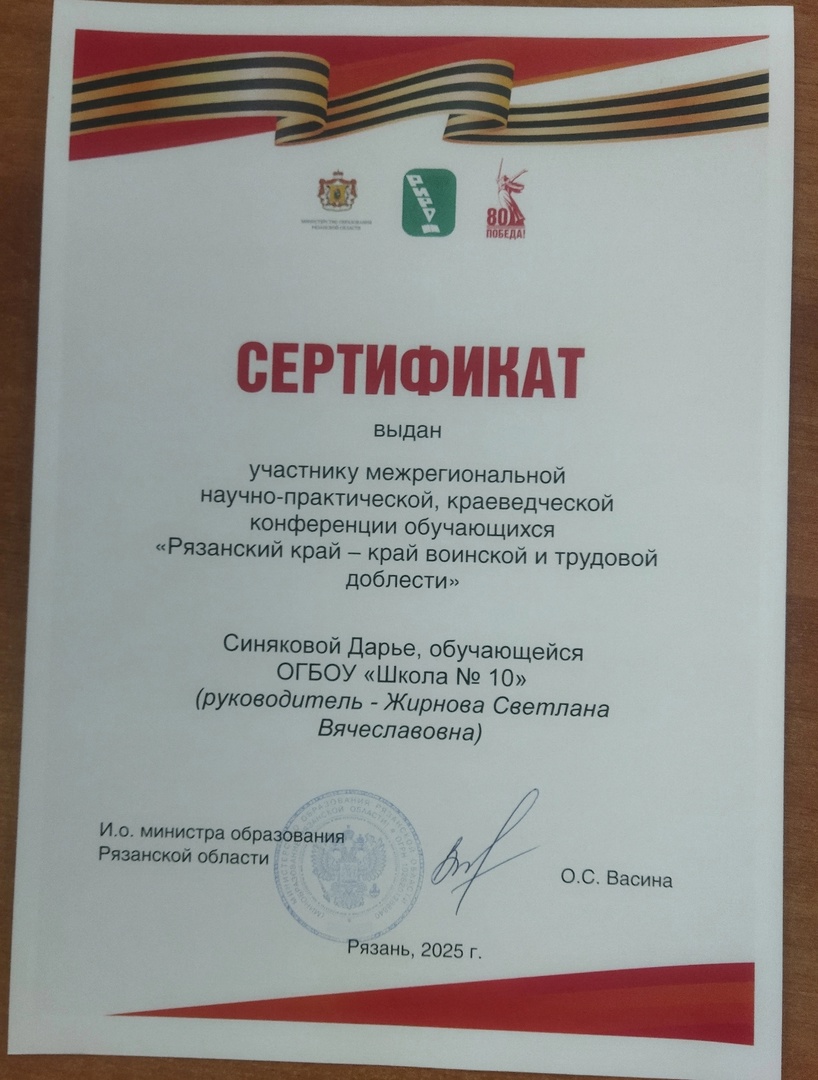 МИНИСТЕРСТВО ОБРАЗОВАНИЯ
РЯЗАНСКОЙ ОБЛАСТИ
80
ПОБЕДА!
СЕРТИФИКАТ
выдан
участнику межрегиональной
научно-практической, краеведческой
конференции обучающихся
«Рязанский край – край воинской и трудовой
доблести»
Синяковой Дарье, обучающейся
ОГБОУ «Школа № 10»
(руководитель - Жирнова Светлана
Вячеславовна)
И.о. министра образования
Рязанской области
О.С. Васина
Рязань, 2025 г.